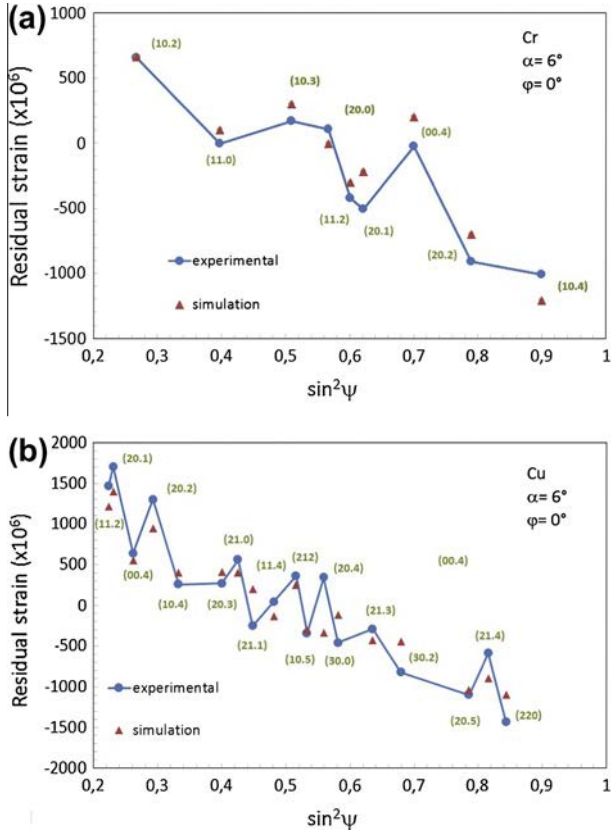 (a)
1000
500
0
-500
-1000
-1500
Residual strain (x10⁶)
0,2 0,3 0,4 0,5 0,6 0,7 0,8 0,9 1
sin²ψ
Cr
α= 6°
φ= 0°
(10.2)
(11.0)
(10.3)
(20.0)
(11.2)
(20.1)
(00.4)
(20.2)
(10.4)
experimental
simulation
(b)
2000
1500
1000
500
0
-500
-1000
-1500
-2000
Residual strain (x10⁶)
0,2 0,3 0,4 0,5 0,6 0,7 0,8 0,9 1
sin²ψ
Cu
α= 6°
φ= 0°
(11.2)
(20.1)
(00.4)
(20.2)
(10.4)
(20.3)
(21.0)
(21.1)
(11.4)
(212)
(10.5)
(20.4)
(30.0)
(21.3)
(30.2)
(00.4)
(20.5)
(21.4)
(220)
experimental
simulation